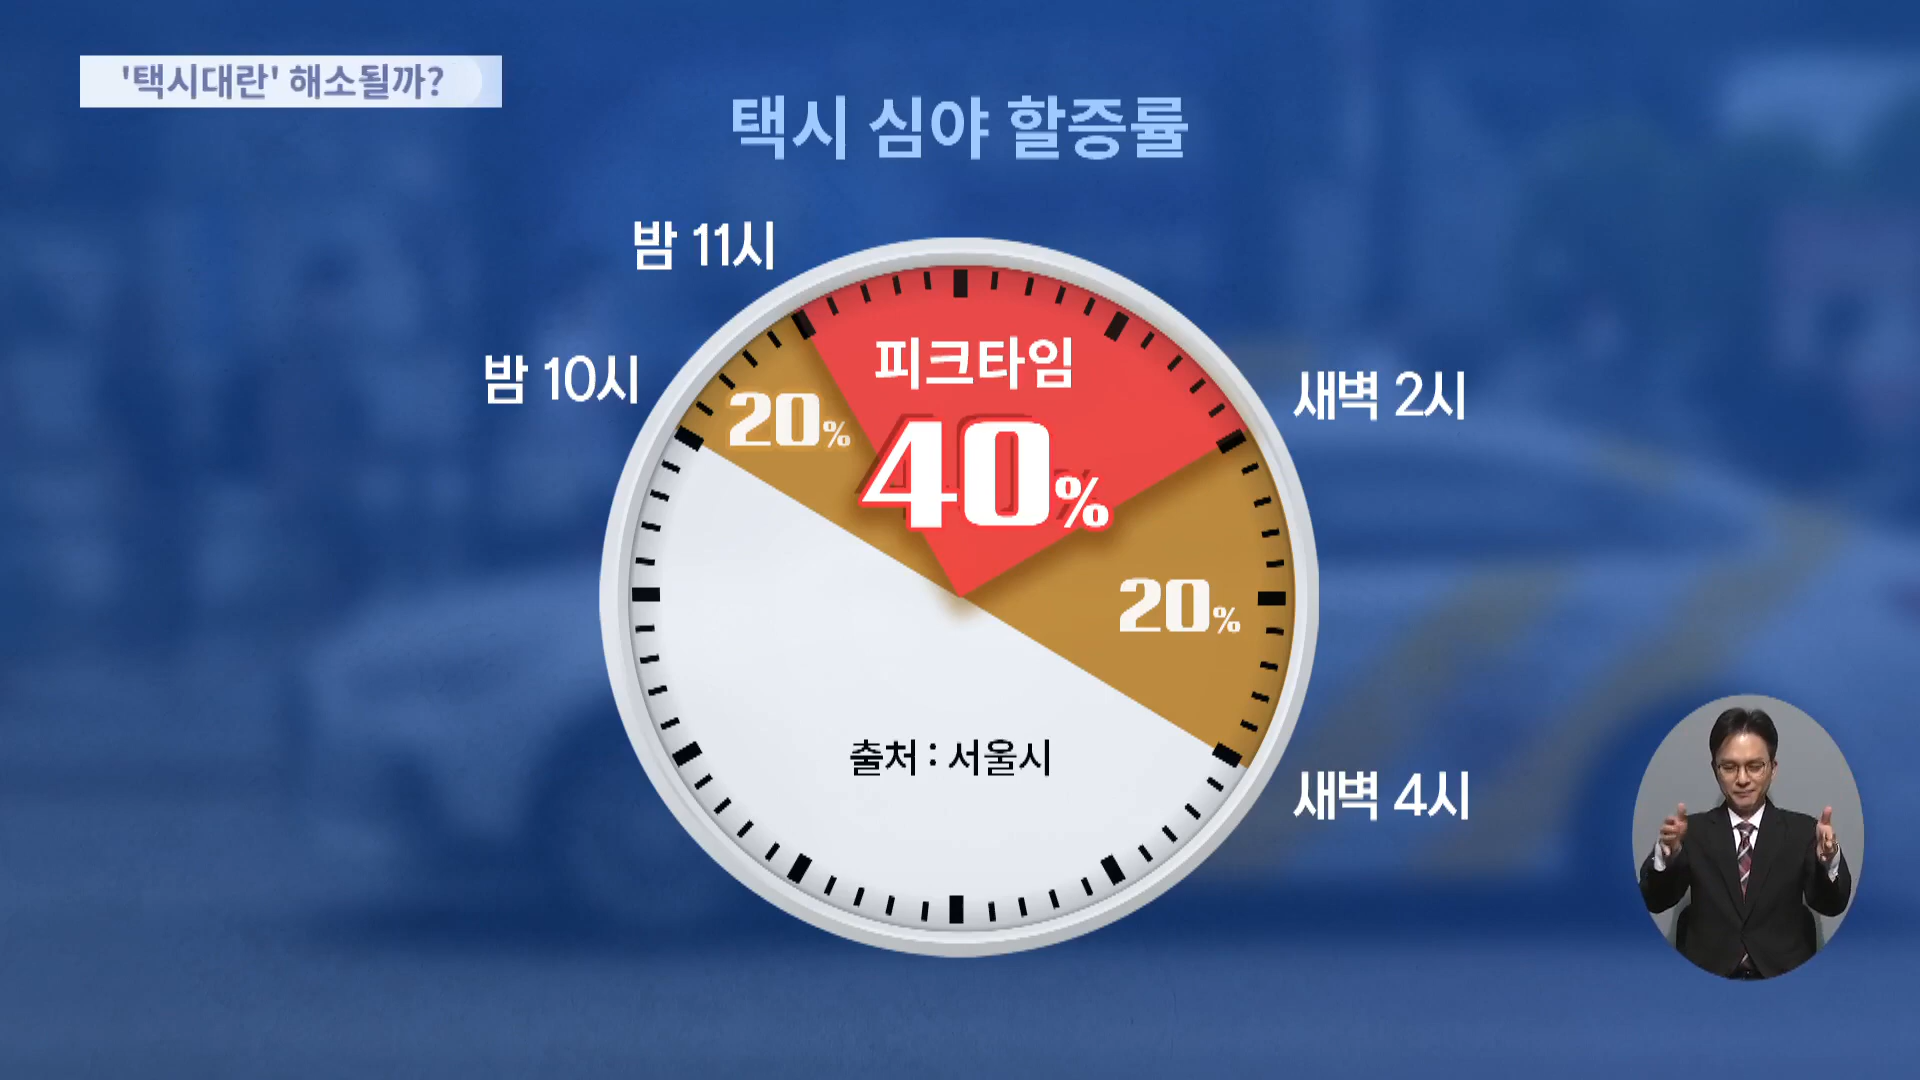 '택시대란' 해소될까?
택시 심야 할증률
밤 11시
밤 10시
피크타임
40%
20%
새벽 2시
20%
출처 : 서울시
새벽 4시